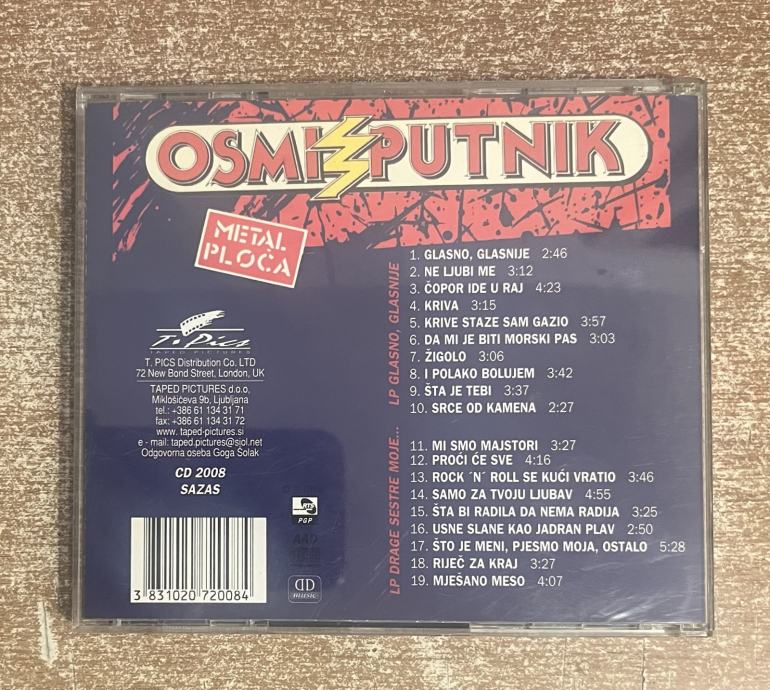 OSMI PUTNIK
METAL
PLOČA
LP GLASNO, GLASNIJE
1. GLASNO, GLASNIJE 2:46
2. NE LJUBI ME 3:12
3. ČOPOR IDE U RAJ 4:23
4. KRIVA 3:15
5. KRIVE STAZE SAM GAZIO 3:57
6. DA MI JE BITI MORSKI PAS 3:03
7. ŽIGOLO 3:06
8. I POLAKO BOLUJEM 3:42
9. ŠTA JE TEBI 3:37
10. SRCE OD KAMENA 2:27
LP DRAGE SESTRE MOJE...
11. MI SMO MAJSTORI 3:27
12. PROĆI ĆE SVE 4:16
13. ROCK ´N´ ROLL SE KUĆI VRATIO 3:46
14. SAMO ZA TVOJU LJUBAV 4:55
15. ŠTA BI RADILA DA NEMA RADIJA 3:25
16. USNE SLANE KAO JADRAN PLAV 2:50
17. ŠTO JE MENI, PJESMO MOJA, OSTALO 5:28
18. RIJEČ ZA KRAJ 3:27
19. MJEŠANO MESO 4:07
T. Pics
TAPED PICTURES
T. PICS Distribution Co. LTD
72 New Bond Street, London, UK
TAPED PICTURES d.o.o,
Miklošičeva 9b, Ljubljana
tel.: +386 61 134 31 71
fax: +386 61 134 31 72
www. taped-pictures.si
e - mail: taped.pictures@siol.net
Odgovorna oseba Goga Šolak
CD 2008
SAZAS
3 831020 720084
RTS
PGP
AAD
music